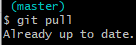 (master)
$ git pull
Already up to date.